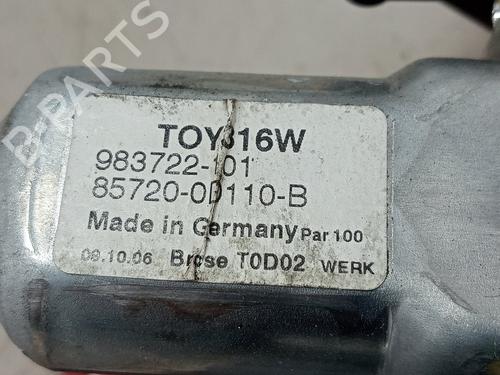 TOY316W
983722-101
85720-0D110-B
Made in Germany Par 100
09.10.06 Brose T0D02 WERK
B-PARTS